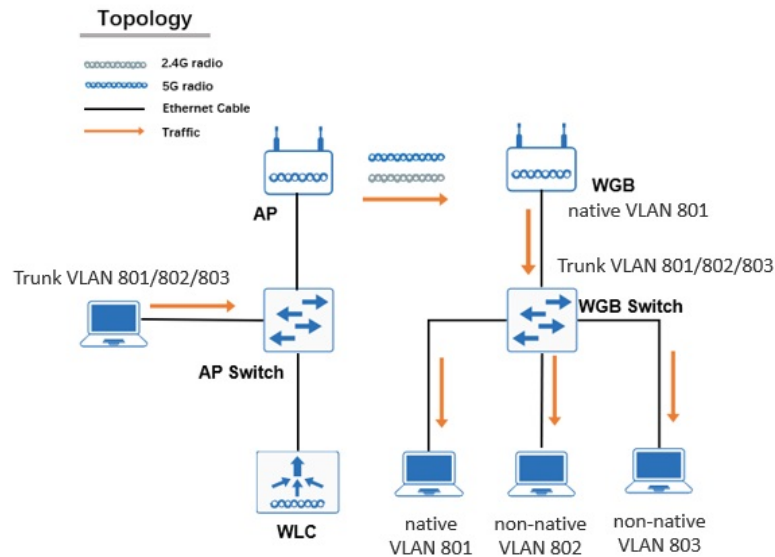 Topology
2.4G radio
5G radio
Ethernet Cable
Traffic
AP
WGB
native VLAN 801
Trunk VLAN 801/802/803
Trunk VLAN 801/802/803
WGB Switch
AP Switch
WLC
native
VLAN 801
non-native
VLAN 802
non-native
VLAN 803